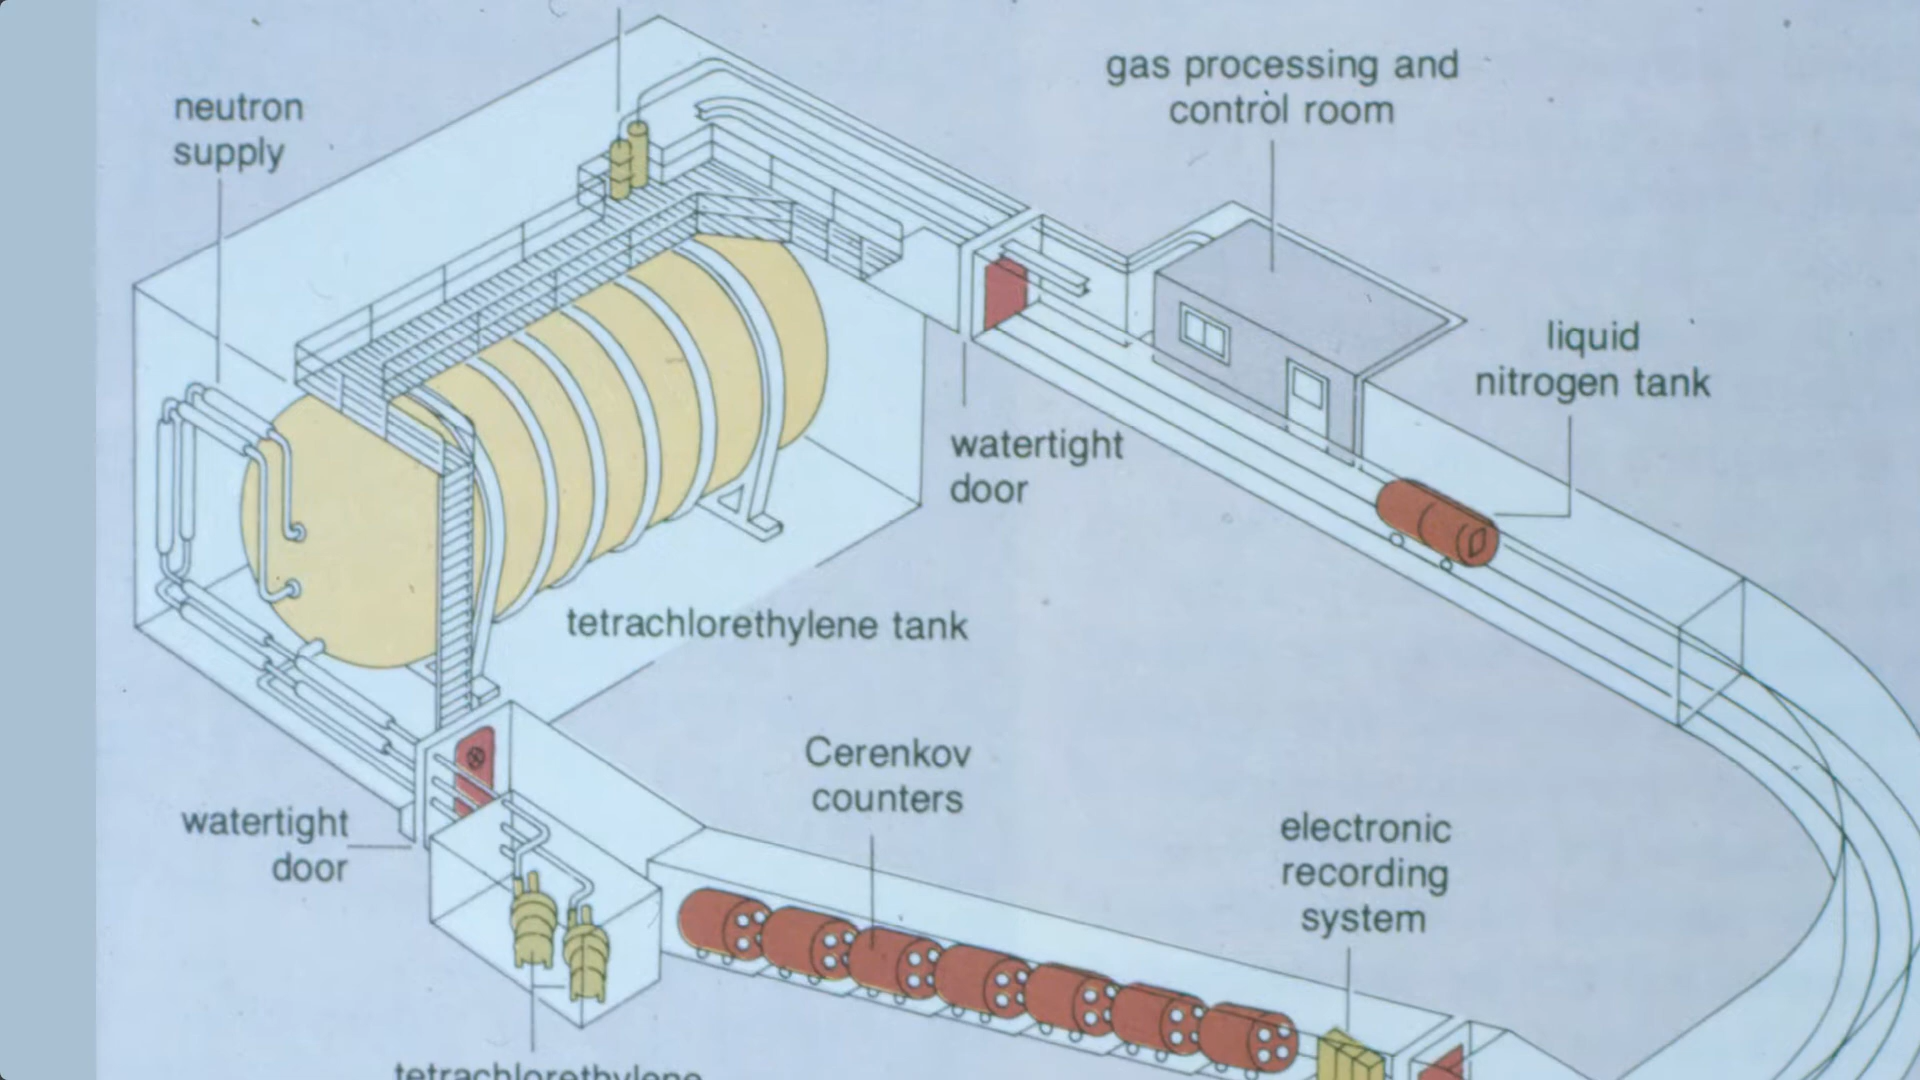 neutron
supply
gas processing and
control room
liquid
nitrogen tank
watertight
door
tetrachlorethylene tank
Cerenkov
counters
watertight
door
electronic
recording
system
tetrachlorethylene